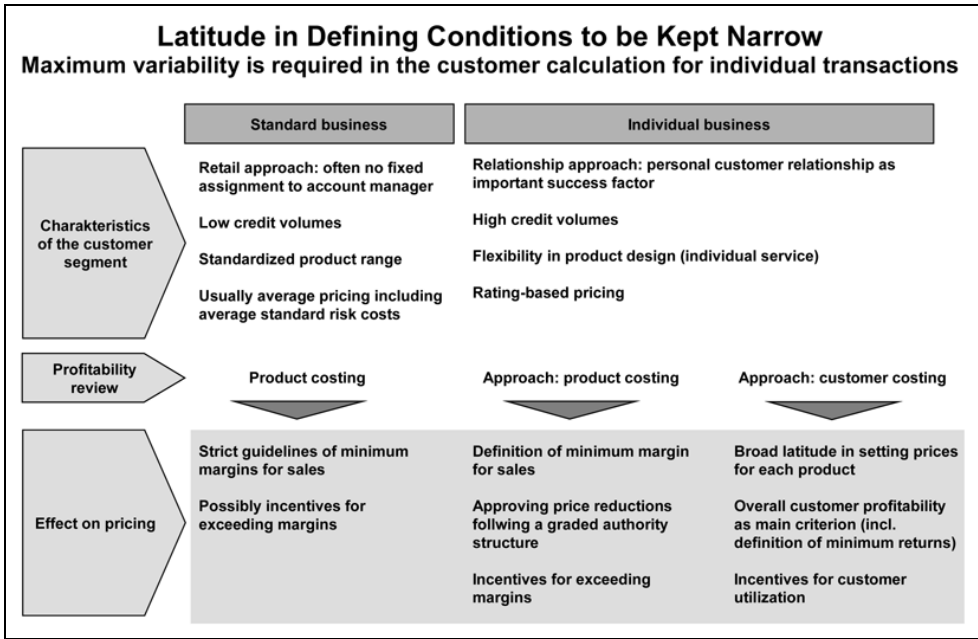 Latitude in Defining Conditions to be Kept Narrow
Maximum variability is required in the customer calculation for individual transactions
Standard business
Individual business
Charakteristics
of the customer
segment
Retail approach: often no fixed
assignment to account manager
Low credit volumes
Standardized product range
Usually average pricing including
average standard risk costs
Relationship approach: personal customer relationship as
important success factor
High credit volumes
Flexibility in product design (individual service)
Rating-based pricing
Profitability
review
Product costing
Approach: product costing
Approach: customer costing
Effect on pricing
Strict guidelines of minimum
margins for sales
Possibly incentives for
exceeding margins
Definition of minimum margin
for sales
Approving price reductions
follwing a graded authority
structure
Incentives for exceeding
margins
Broad latitude in setting prices
for each product
Overall customer profitability
as main criterion (incl.
definition of minimum returns)
Incentives for customer
utilization